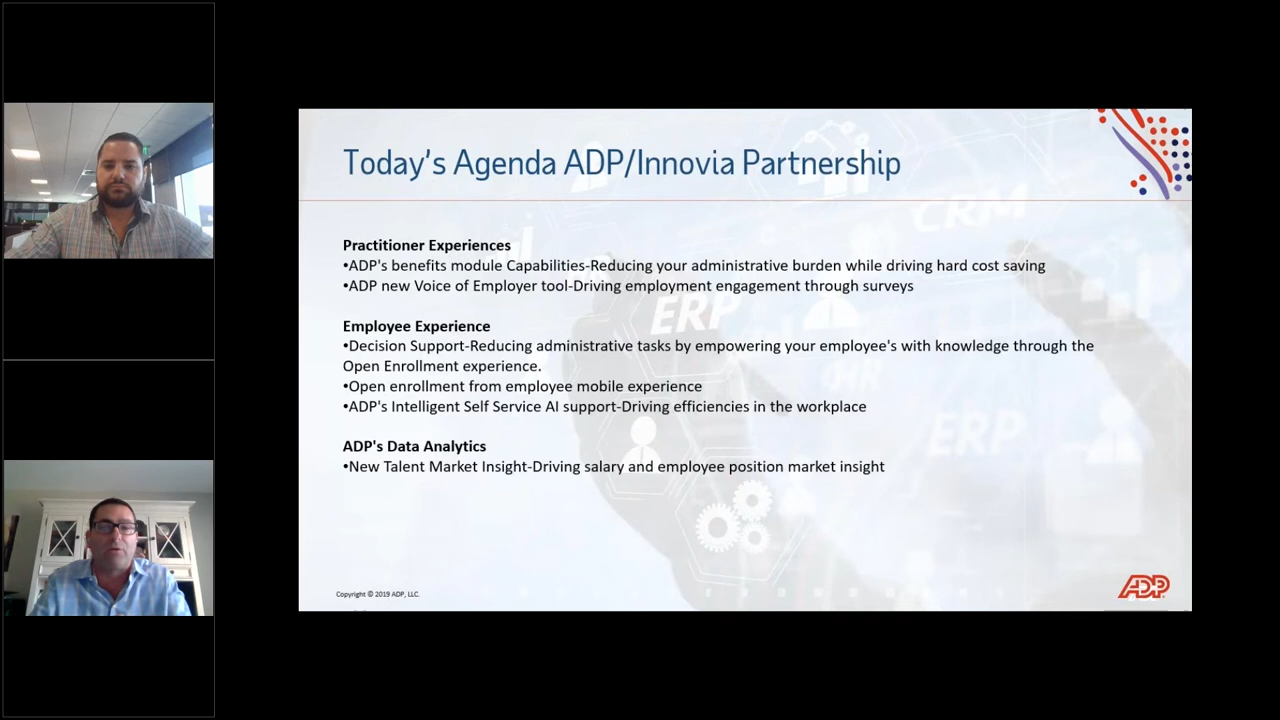 Today's Agenda ADP/Innovia Partnership
CRM
Practitioner Experiences
•ADP's benefits module Capabilities-Reducing your administrative burden while driving hard cost saving
•ADP new Voice of Employer tool-Driving employment engagement through surveys
ERP
Employee Experience
•Decision Support-Reducing administrative tasks by empowering your employee's with knowledge through the
Open Enrollment experience.
HR
•Open enrollment from employee mobile experience
•ADP's Intelligent Self Service AI support-Driving efficiencies in the workplace
ERP
ADP's Data Analytics
•New Talent Market Insight-Driving salary and employee position market insight
Copyright © 2019 ADP, LLC.
ADP